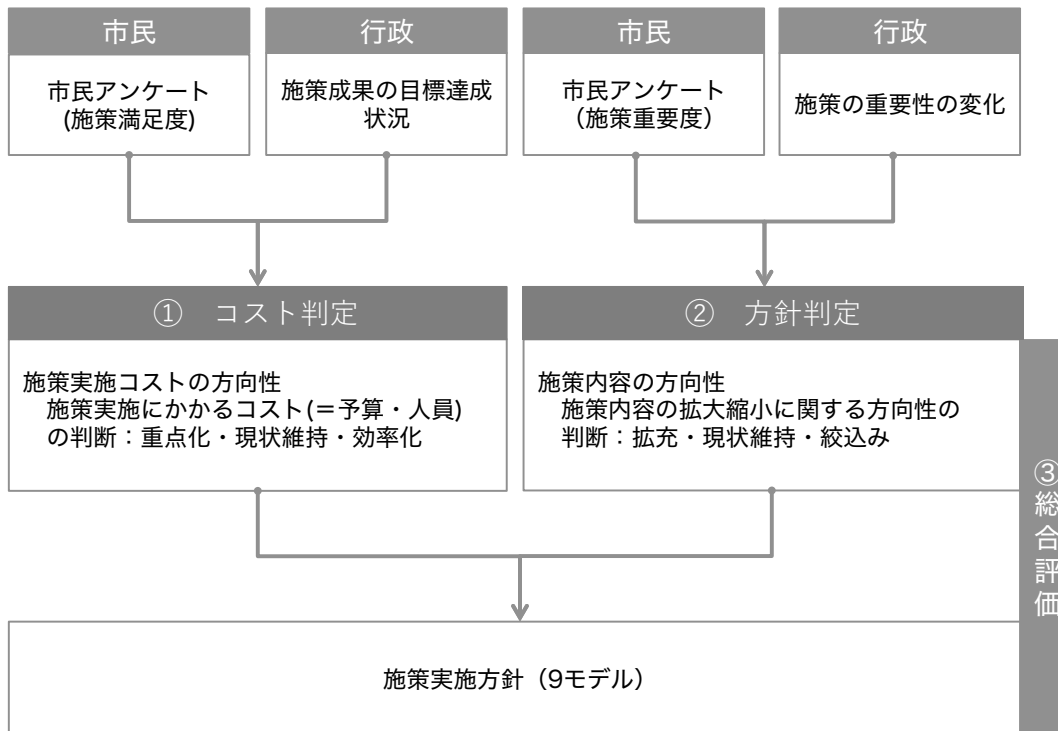 市民
市民アンケート
(施策満足度)
行政
施策成果の目標達成
状況
市民
市民アンケート
（施策重要度）
行政
施策の重要性の変化
①　コスト判定
施策実施コストの方向性
施策実施にかかるコスト(＝予算・人員)
の判断：重点化・現状維持・効率化
②　方針判定
施策内容の方向性
施策内容の拡大縮小に関する方向性の
判断：拡充・現状維持・絞込み
③総合評価
施策実施方針（9モデル）